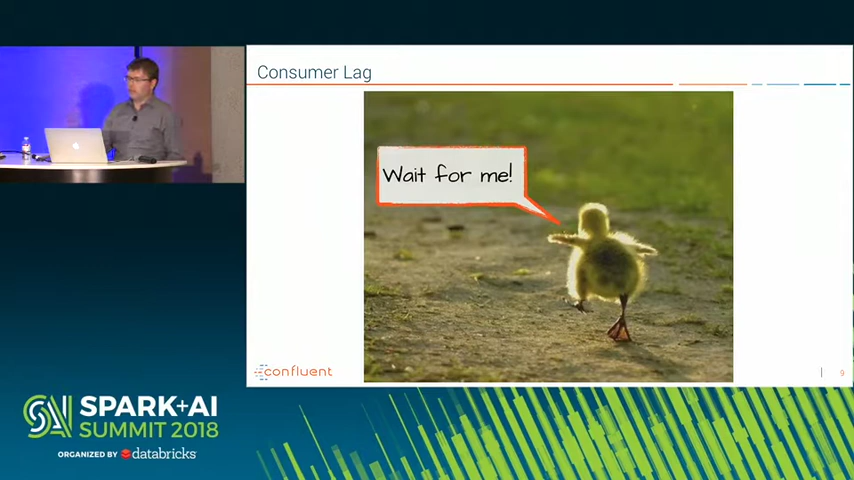 Consumer Lag
Wait for me!
confluent
9
SPARK+AI
SUMMIT 2018
ORGANIZED BY databricks